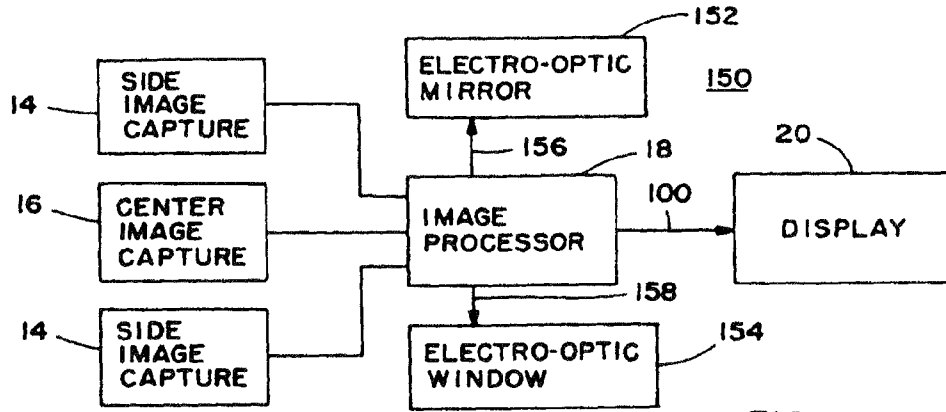 152
ELECTRO-OPTIC
MIRROR
150
14
SIDE
IMAGE
CAPTURE
156
18
20
16
CENTER
IMAGE
CAPTURE
IMAGE
PROCESSOR
100
DISPLAY
14
SIDE
IMAGE
CAPTURE
158
ELECTRO-OPTIC
WINDOW
154